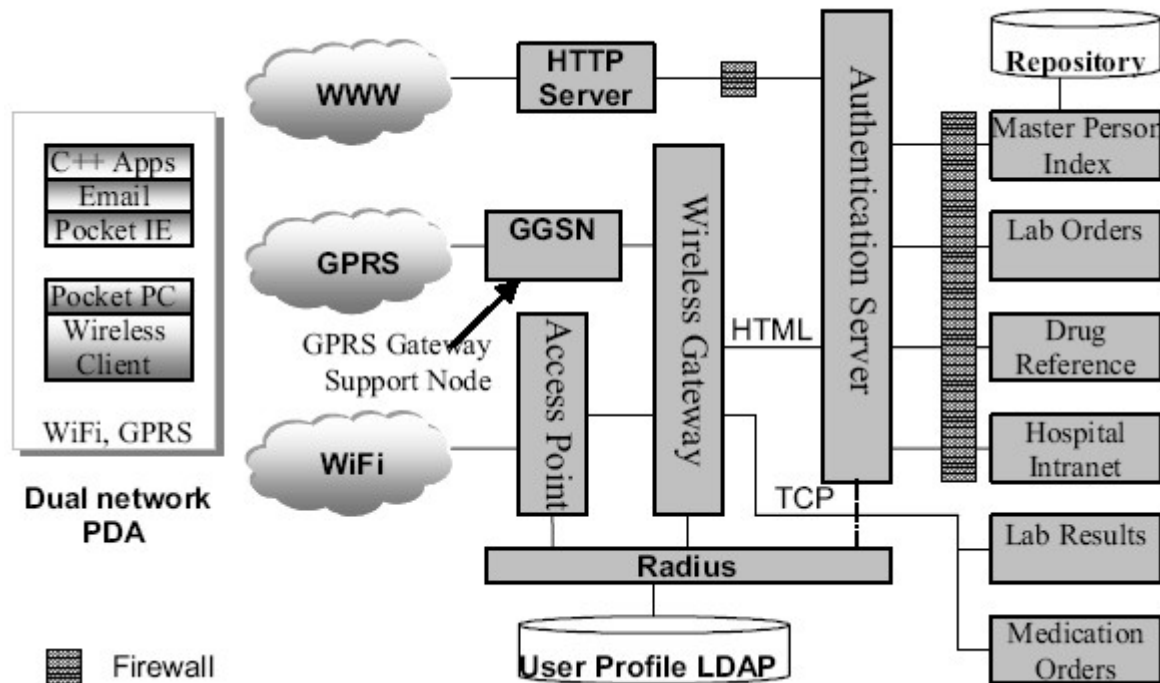 C++ Apps
Email
Pocket IE
Pocket PC
Wireless
Client
WiFi, GPRS
Dual network
PDA
Firewall
WWW
GPRS
WiFi
HTTP
Server
GGSN
GPRS Gateway
Support Node
Access Point
Wireless Gateway
HTML
TCP
Authentication Server
Radius
User Profile LDAP
Repository
Master Person
Index
Lab Orders
Drug
Reference
Hospital
Intranet
Lab Results
Medication
Orders